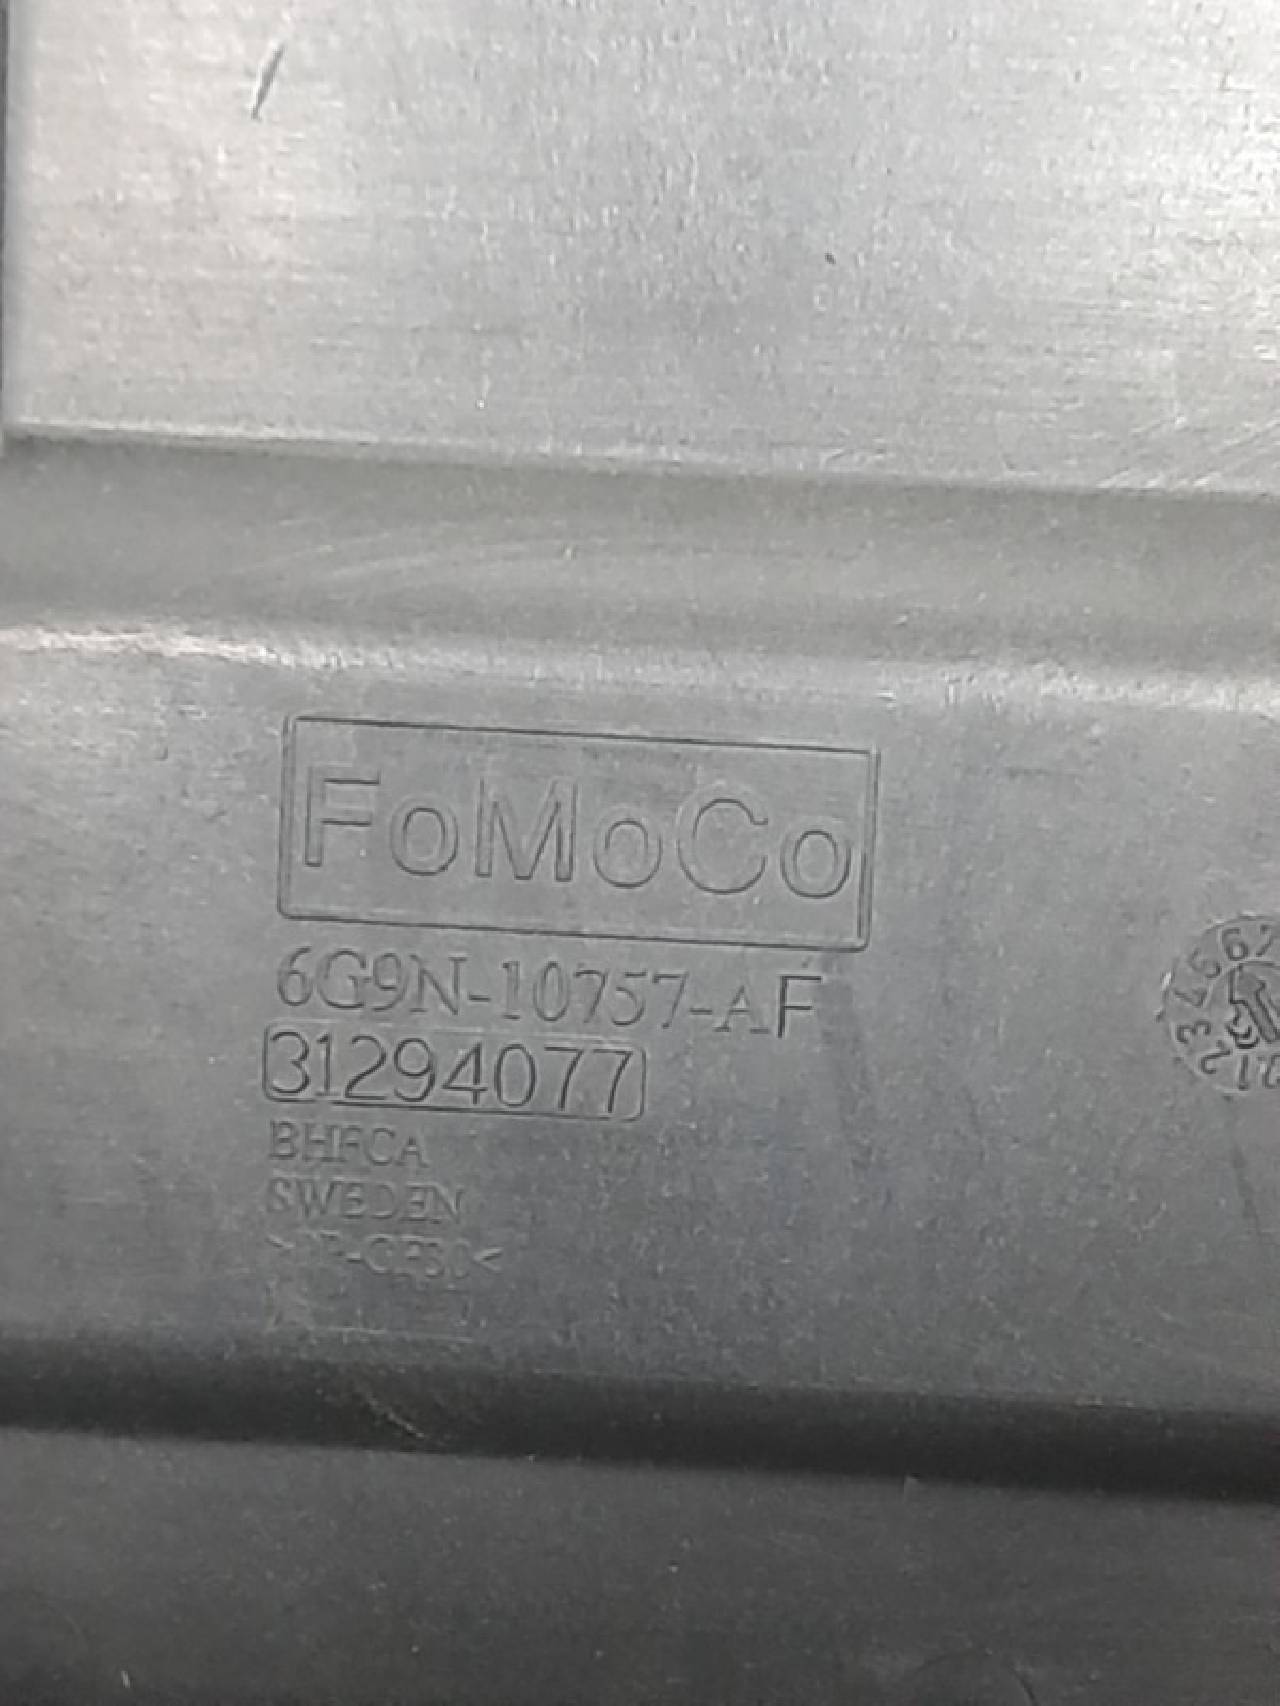 FoMoCo
6G9N-10757-AF
31294077
BHFCA
SWEDEN